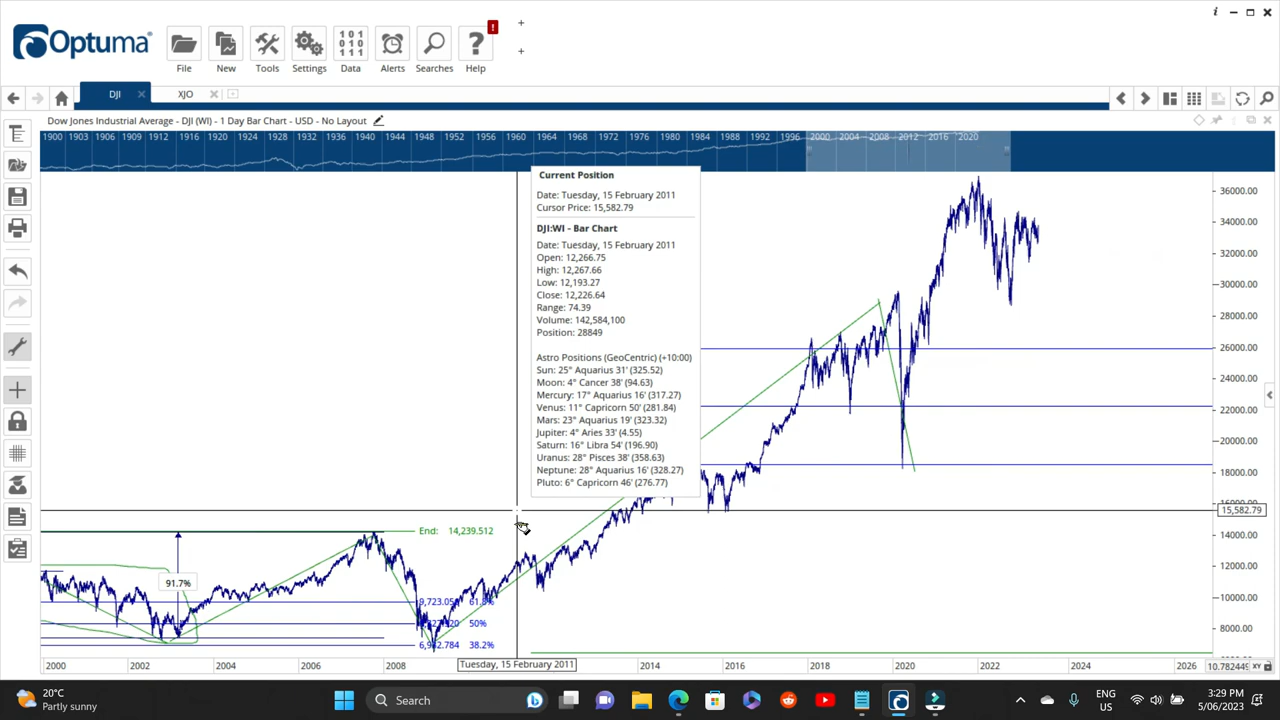 Optuma®
File
New
Tools
Settings
Data
Alerts
Searches
Help
DJI
XJO
Dow Jones Industrial Average - DJI (WI) - 1 Day Bar Chart - USD - No Layout
1900 1903 1906 1909 1912 1916 1919 1922 1925 1928 1932 1936 1940 1944 1948 1952 1956 1960 1964 1968 1972 1976 1980 1984 1988 1992 1996 2000 2004 2008 2012 2016 2020
Current Position
Date: Tuesday, 15 February 2011
Cursor Price: 15,582.79
DJI:WI - Bar Chart
Date: Tuesday, 15 February 2011
Open: 12,266.75
High: 12,267.66
Low: 12,193.27
Close: 12,226.64
Range: 74.39
Volume: 142,584,100
Position: 28849
Astro Positions (GeoCentric) (+10:00)
Sun: 25° Aquarius 31' (325.52)
Moon: 4° Cancer 38' (94.63)
Mercury: 17° Aquarius 16' (317.27)
Venus: 11° Capricorn 50' (281.84)
Mars: 23° Aquarius 19' (323.32)
Jupiter: 4° Aries 33' (4.55)
Saturn: 16° Libra 54' (196.90)
Uranus: 28° Pisces 38' (358.63)
Neptune: 28° Aquarius 16' (328.27)
Pluto: 6° Capricorn 46' (276.77)
36000.00
34000.00
32000.00
30000.00
28000.00
26000.00
24000.00
22000.00
20000.00
18000.00
15,582.79
14000.00
12000.00
10000.00
8000.00
End: 14,239.512
91.7%
61.8%
50%
38.2%
2000 2002 2004 2006 2008 Tuesday, 15 February 2011 2014 2016 2018 2020 2022 2024 2026
10.782449 XY
20°C
Partly sunny
Search
ENG
US
3:29 PM
5/06/2023